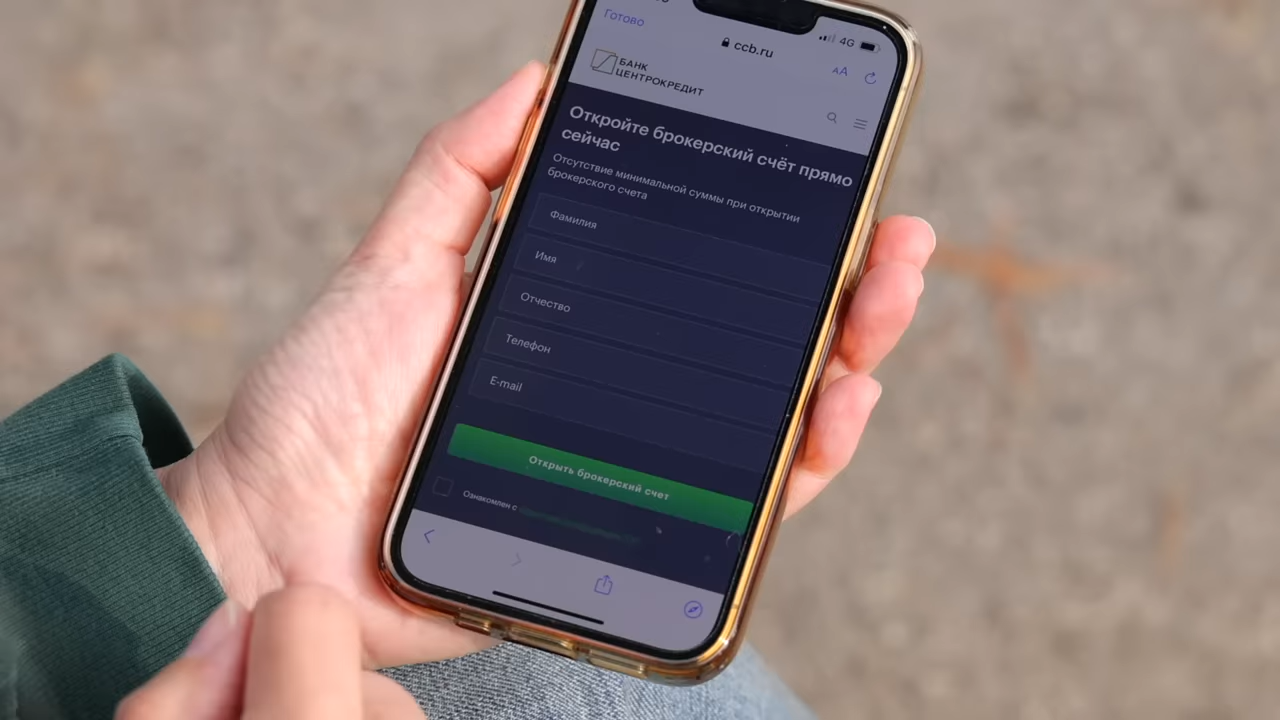 Готово
4G
ccb.ru
AA
БАНК
ЦЕНТРОКРЕДИТ
Откройте брокерский счёт прямо
сейчас
Отсутствие минимальной суммы при открытии
брокерского счета
Фамилия
Имя
Отчество
Телефон
E-mail
Открыть брокерский счет
Ознакомлен с